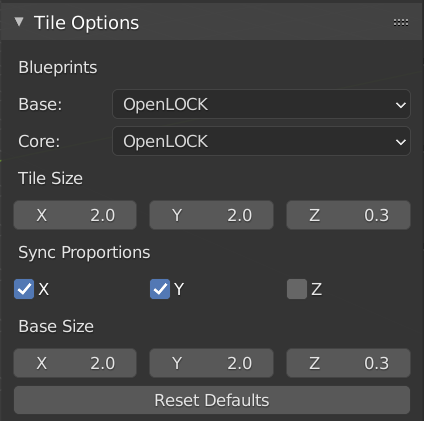 Tile Options
Blueprints
Base: OpenLOCK
Core: OpenLOCK
Tile Size
X 2.0 Y 2.0 Z 0.3
Sync Proportions
X Y Z
Base Size
X 2.0 Y 2.0 Z 0.3
Reset Defaults